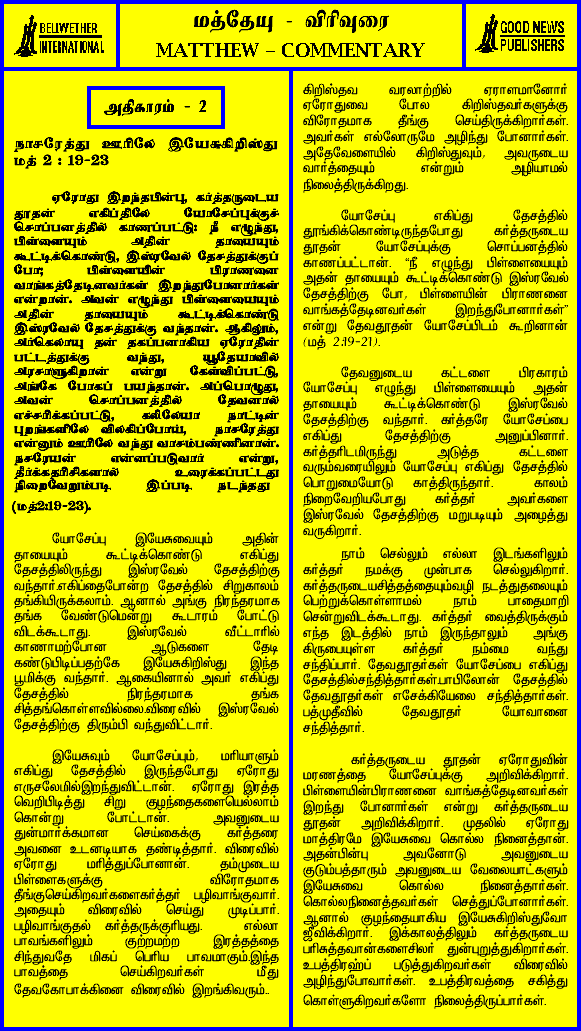 BELLWETHER
INTERNATIONAL
மத்தேயு - விரிவுரை
MATTHEW – COMMENTARY
GOOD NEWS
PUBLISHERS
அதிகாரம் - 2
நாசரேத்து ஊரிலே இயேசுகிறிஸ்து
மத் 2 : 19-23
ஏரோது இறந்தபின்பு, கர்த்தருடைய
தூதன் எகிப்திலே யோசேப்புக்குச்
சொப்பனத்தில் காணப்பட்டு: நீ எழுந்து,
பிள்ளையையும் அதின் தாயையும்
கூட்டிக்கொண்டு, இஸ்ரவேல் தேசத்துக்குப்
போ; பிள்ளையின் பிராணனை
வாங்கத்தேடினவர்கள் இறந்துபோனார்கள்
என்றான். அவன் எழுந்து பிள்ளையையும்
அதின் தாயையும் கூட்டிக்கொண்டு
இஸ்ரவேல் தேசத்துக்கு வந்தான். ஆகிலும்,
அர்கெலாயு தன் தகப்பனாகிய ஏரோதின்
பட்டத்துக்கு வந்து, யூதேயாவில்
அரசாளுகிறான் என்று கேள்விப்பட்டு,
அங்கே போகப் பயந்தான். அப்பொழுது,
அவன் சொப்பனத்தில் தேவனால்
எச்சரிக்கப்பட்டு, கலிலேயா நாட்டின்
புறங்களிலே விலகிப்போய், நாசரேத்து
என்னும் ஊரிலே வந்து வாசம்பண்ணினான்.
நசரேயன் என்னப்படுவார் என்று,
தீர்க்கதரிசிகளால் உரைக்கப்பட்டது
நிறைவேறும்படி இப்படி நடந்தது
(மத்2:19-23).
யோசேப்பு இயேசுவையும் அதின்
தாயையும் கூட்டிக்கொண்டு எகிப்து
தேசத்திலிருந்து இஸ்ரவேல் தேசத்திற்கு
வந்தார்.எகிப்தைபோன்ற தேசத்தில் சிறுகாலம்
தங்கியிருக்கலாம். ஆனால் அங்கு நிரந்தரமாக
தங்க வேண்டுமென்று கூடாரம் போட்டு
விடக்கூடாது. இஸ்ரவேல் வீட்டாரில்
காணாமற்போன ஆடுகளை தேடி
கண்டுபிடிப்பதற்கே இயேசுகிறிஸ்து இந்த
பூமிக்கு வந்தார். ஆகையினால் அவர் எகிப்து
தேசத்தில் நிரந்தரமாக தங்க
சித்தங்கொள்ளவில்லை.விரைவில் இஸ்ரவேல்
தேசத்திற்கு திரும்பி வந்துவிட்டார்.
இயேசுவும் யோசேப்பும், மரியாளும்
எகிப்து தேசத்தில் இருந்தபோது ஏரோது
எருசலேமில்இறந்துவிட்டான். ஏரோது இரத்த
வெறிபிடித்து சிறு குழந்தைகளையெல்லாம்
கொன்று போட்டான். அவனுடைய
துன்மார்க்கமான செய்கைக்கு கர்த்தரை
அவனை உடனடியாக தண்டித்தார். விரைவில்
ஏரோது மரித்துப்போனான். தம்முடைய
பிள்ளைகளுக்கு விரோதமாக
தீங்குசெய்கிறவர்களைகர்த்தர் பழிவாங்குவார்.
அதையும் விரைவில் செய்து முடிப்பார்.
பழிவாங்குதல் கர்த்தருக்குரியது. எல்லா
பாவங்களிலும் குற்றமற்ற இரத்தத்தை
சிந்துவதே மிகப் பெரிய பாவமாகும்.இந்த
பாவத்தை செய்கிறவர்கள் மீது
தேவகோபாக்கினை விரைவில் இறங்கிவரும்..
கிறிஸ்தவ வரலாற்றில் ஏராளமானோர்
ஏரோதுவை போல கிறிஸ்தவர்களுக்கு
விரோதமாக தீங்கு செய்திருக்கிறார்கள்.
அவர்கள் எல்லோருமே அழிந்து போனார்கள்.
அதேவேளையில் கிறிஸ்துவும், அவருடைய
வார்த்தையும் என்றும் அழியாமல்
நிலைத்திருக்கிறது.
யோசேப்பு எகிப்து தேசத்தில்
தூங்கிக்கொண்டிருந்தபோது கர்த்தருடைய
தூதன் யோசேப்புக்கு சொப்பனத்தில்
காணப்பட்டான். “நீ எழுந்து பிள்ளையையும்
அதன் தாயையும் கூட்டிக்கொண்டு இஸ்ரவேல்
தேசத்திற்கு போ, பிள்ளையின் பிராணனை
வாங்கத்தேடினவர்கள் இறந்துபோனார்கள்”
என்று தேவதூதன் யோசேப்பிடம் கூறினான்
(மத் 2:19-21).
தேவனுடைய கட்டளை பிரகாரம்
யோசேப்பு எழுந்து பிள்ளையையும் அதன்
தாயையும் கூட்டிக்கொண்டு இஸ்ரவேல்
தேசத்திற்கு வந்தார். கர்த்தரே யோசேப்பை
எகிப்து தேசத்திற்கு அனுப்பினார்.
கர்த்தரிடமிருந்து அடுத்த கட்டளை
வரும்வரையிலும் யோசேப்பு எகிப்து தேசத்தில்
பொறுமையோடு காத்திருந்தார். காலம்
நிறைவேறியபோது கர்த்தர் அவர்களை
இஸ்ரவேல் தேசத்திற்கு மறுபடியும் அழைத்து
வருகிறார்.
நாம் செல்லும் எல்லா இடங்களிலும்
கர்த்தர் நமக்கு முன்பாக செல்லுகிறார்.
கர்த்தருடையசித்தத்தையும்வழி நடத்துதலையும்
பெற்றுக்கொள்ளாமல் நாம் பாதைமாறி
சென்றுவிடக்கூடாது. கர்த்தர் வைத்திருக்கும்
எந்த இடத்தில் நாம் இருந்தாலும் அங்கு
கிருபையுள்ள கர்த்தர் நம்மை வந்து
சந்திப்பார். தேவதூதர்கள் யோசேப்பை எகிப்து
தேசத்தில்சந்தித்தார்கள்.பாபிலோன் தேசத்தில்
தேவதூதர்கள் எசேக்கியேலை சந்தித்தார்கள்.
பத்முதீவில் தேவதூதர் யோவானை
சந்தித்தார்.
கர்த்தருடைய தூதன் ஏரோதுவின்
மரணத்தை யோசேப்புக்கு அறிவிக்கிறார்.
பிள்ளையின்பிராணனை வாங்கத்தேடினவர்கள்
இறந்து போனார்கள் என்று கர்த்தருடைய
தூதன் அறிவிக்கிறார். முதலில் ஏரோது
மாத்திரமே இயேசுவை கொல்ல நினைத்தான்.
அதன்பின்பு அவனோடு அவனுடைய
குடும்பத்தாரும் அவனுடைய வேலையாட்களும்
இயேசுவை கொல்ல நினைத்தார்கள்.
கொல்லநினைத்தவர்கள் செத்துப்போனார்கள்.
ஆனால் குழந்தையாகிய இயேசுகிறிஸ்துவோ
ஜீவிக்கிறார். இக்காலத்திலும் கர்த்தருடைய
பரிசுத்தவான்களைசிலர் துன்புறுத்துகிறார்கள்.
உபத்திரஹ்ப் படுத்துகிறவர்கள் விரைவில்
அழிந்துபோவார்கள். உபத்திரவத்தை சகித்து
கொள்ளுகிறவர்களோ நிலைத்திருப்பார்கள்.